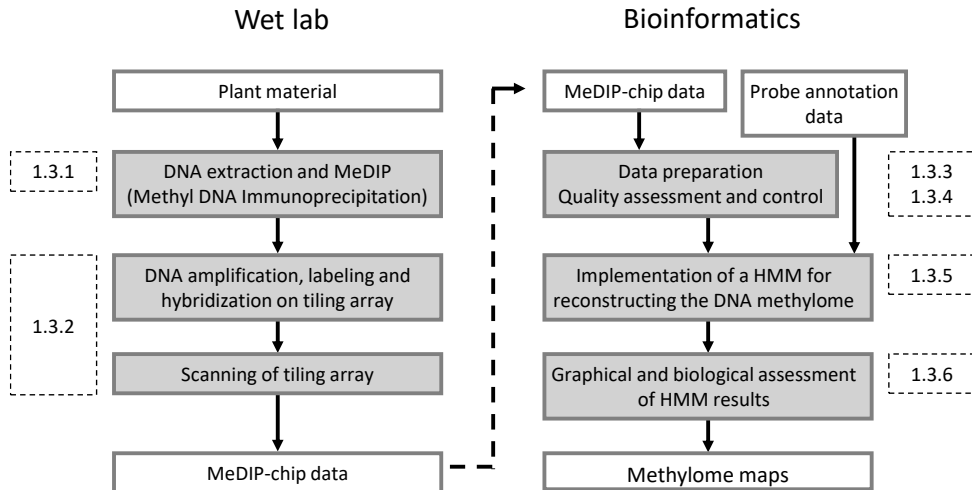 Wet lab
Plant material
1.3.1
DNA extraction and MeDIP
(Methyl DNA Immunoprecipitation)
1.3.2
DNA amplification, labeling and
hybridization on tiling array
Scanning of tiling array
MeDIP-chip data
Bioinformatics
MeDIP-chip data
Probe annotation
data
Data preparation
Quality assessment and control
1.3.3
1.3.4
Implementation of a HMM for
reconstructing the DNA methylome
1.3.5
Graphical and biological assessment
of HMM results
1.3.6
Methylome maps